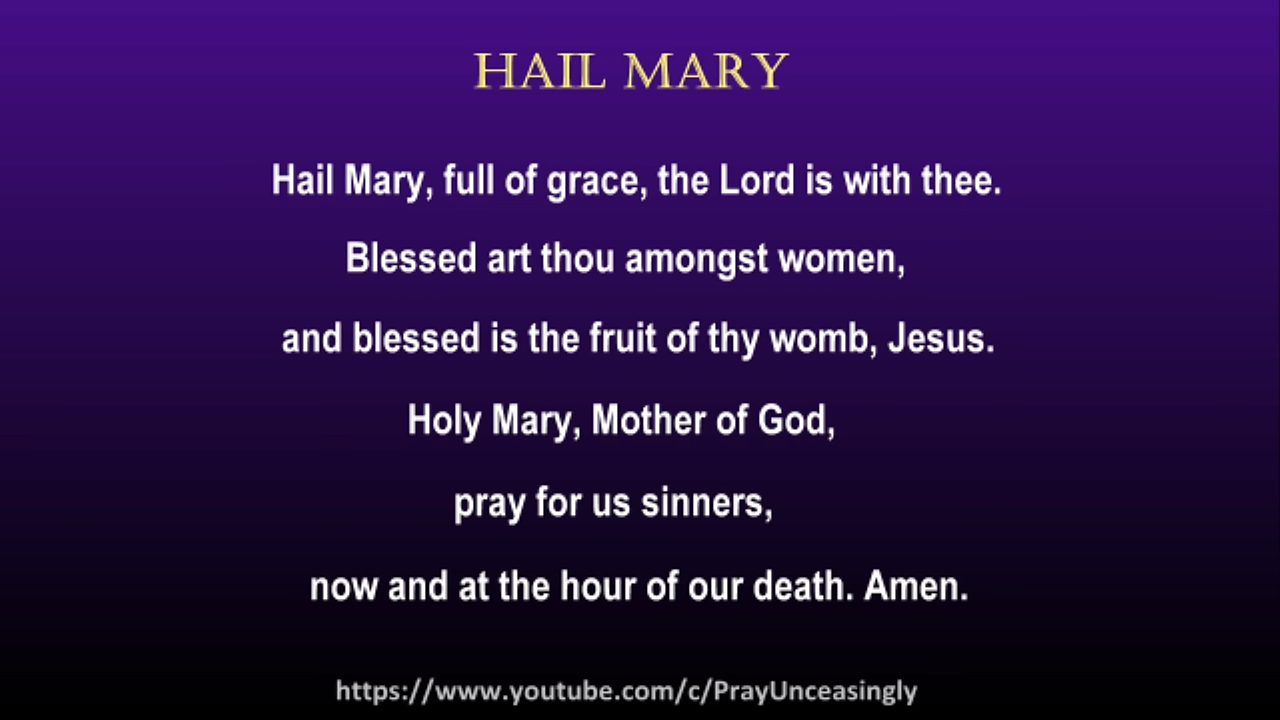 HAIL MARY
Hail Mary, full of grace, the Lord is with thee.
Blessed art thou amongst women,
and blessed is the fruit of thy womb, Jesus.
Holy Mary, Mother of God,
pray for us sinners,
now and at the hour of our death. Amen.
https://www.youtube.com/c/PrayUnceasingly